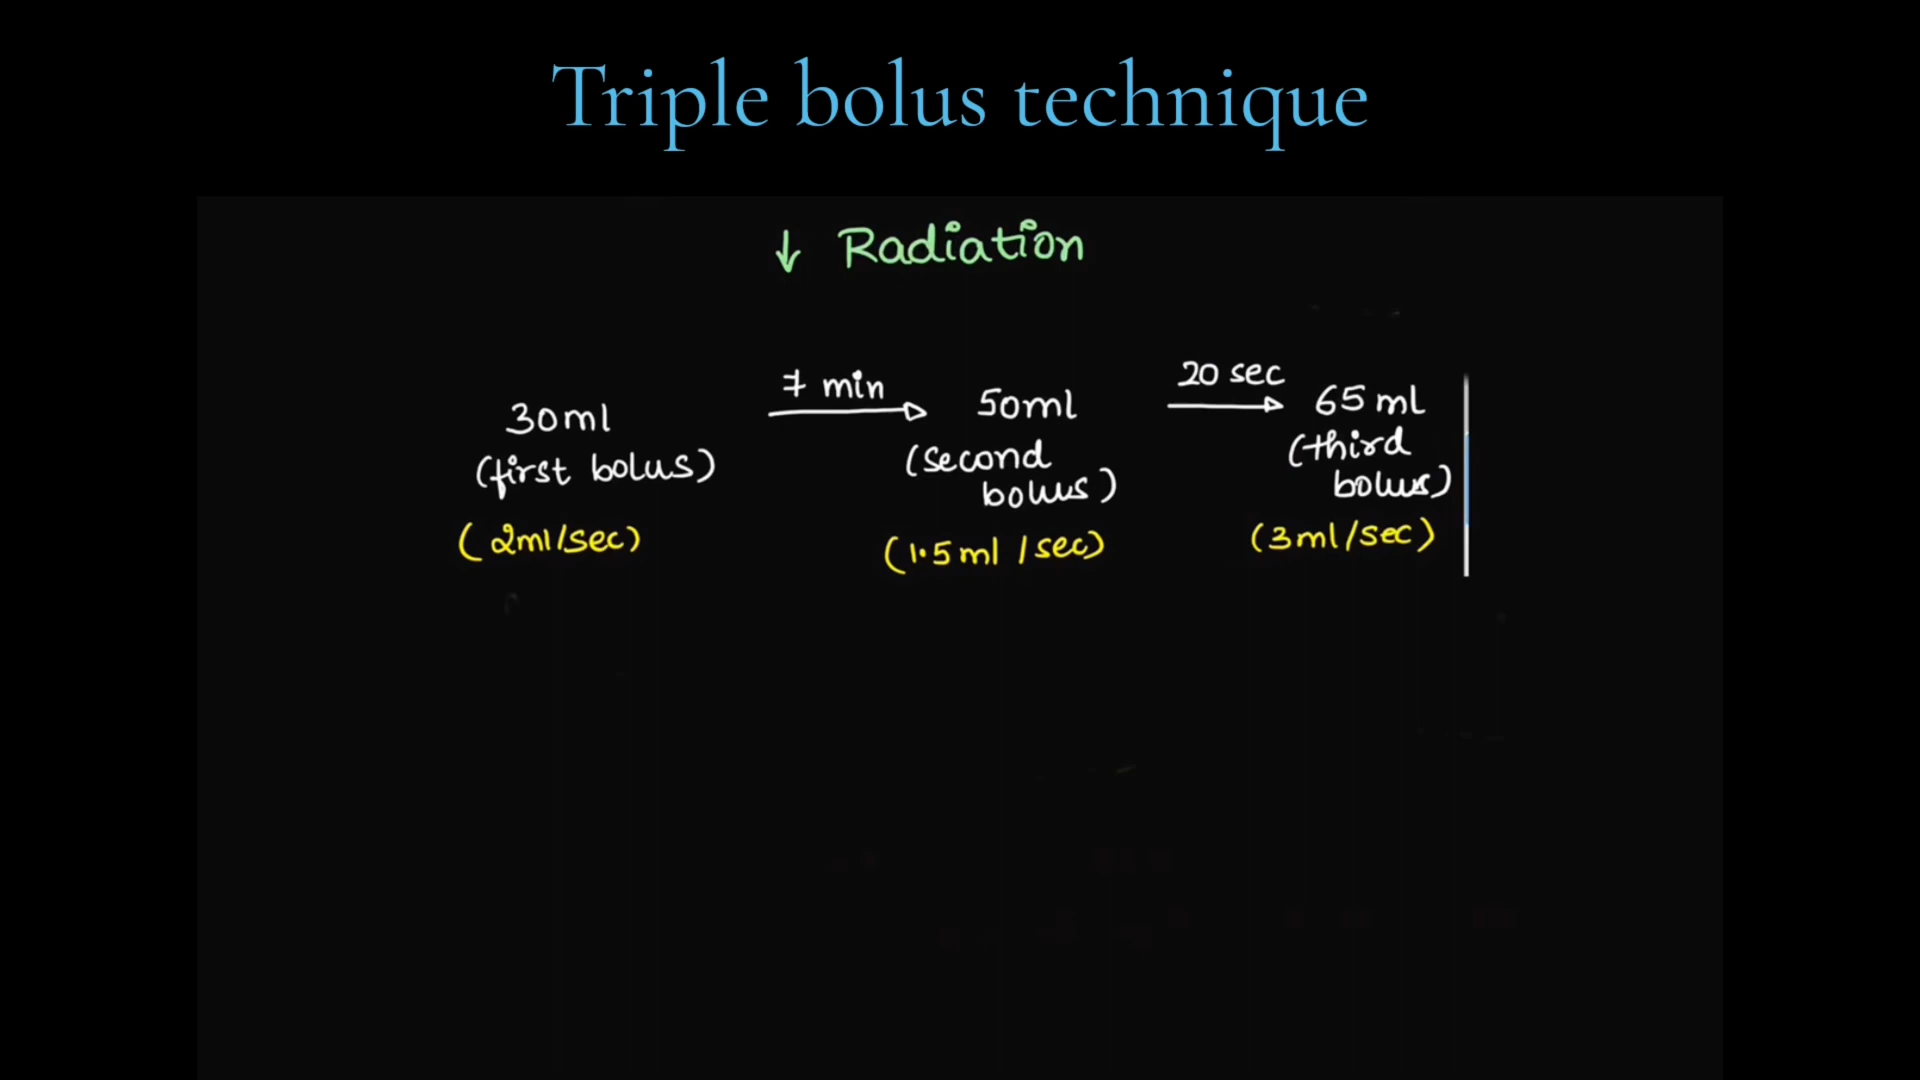 Triple bolus technique
↓ Radiation
30ml
(first bolus)
(2ml/sec)
7 min
50ml
(second
bolus)
(1.5ml /sec)
20 sec
65 ml
(third
bolus)
(3ml/sec)